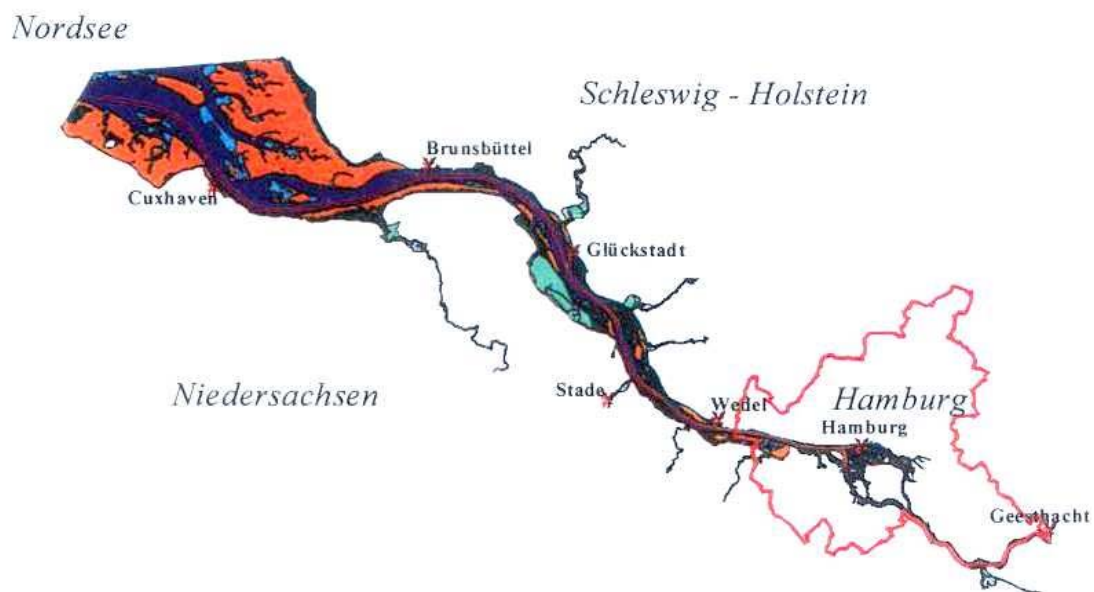 Nordsee
Schleswig - Holstein
Brunsbüttel
Cuxhaven
Glückstadt
Niedersachsen
Stade
Wedel
Hamburg
Hamburg
Geesthacht